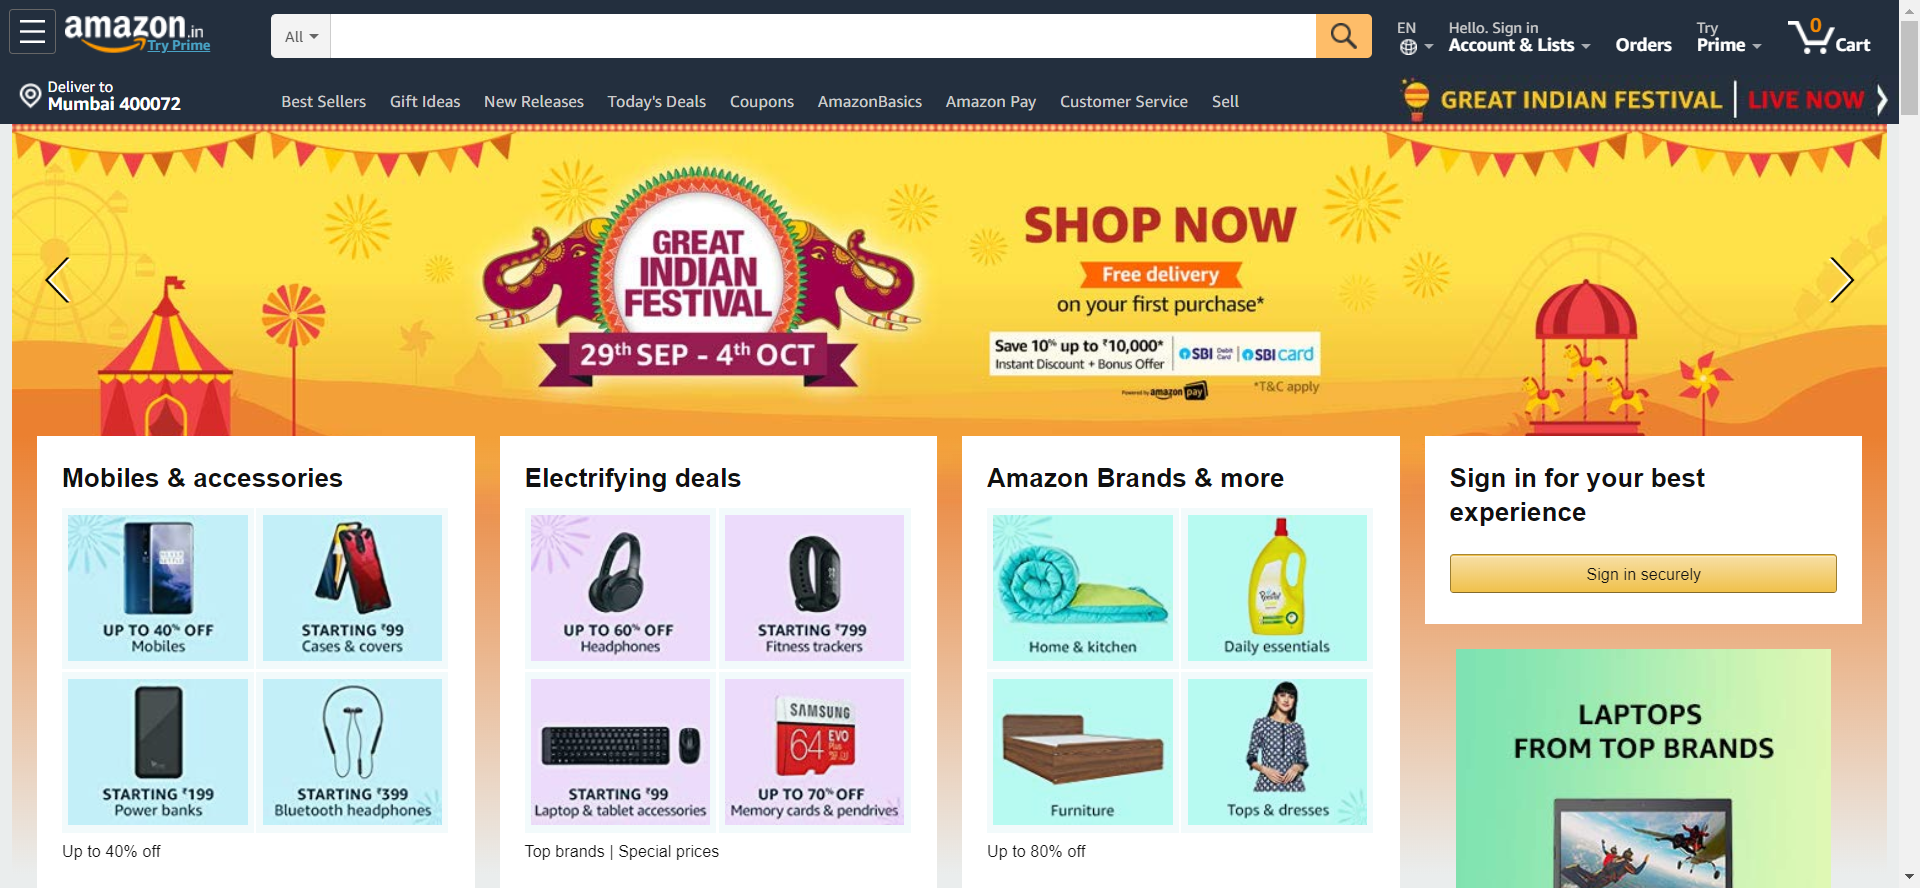 amazon.in
Try Prime
All
EN
Hello. Sign in
Account & Lists
Orders
Try
Prime
0
Cart
Deliver to
Mumbai 400072
Best Sellers
Gift Ideas
New Releases
Today's Deals
Coupons
AmazonBasics
Amazon Pay
Customer Service
Sell
GREAT INDIAN FESTIVAL | LIVE NOW
GREAT
INDIAN
FESTIVAL
29th SEP - 4th OCT
SHOP NOW
Free delivery
on your first purchase*
Save 10% up to ₹10,000*
Instant Discount + Bonus Offer
SBI Debit Card | SBI card
Powered by amazon pay
*T&C apply
Mobiles & accessories
UP TO 40% OFF
Mobiles
STARTING ₹99
Cases & covers
STARTING ₹199
Power banks
STARTING ₹399
Bluetooth headphones
Up to 40% off
Electrifying deals
UP TO 60% OFF
Headphones
STARTING ₹799
Fitness trackers
STARTING ₹99
Laptop & tablet accessories
SAMSUNG
64 EVO
Plus
UP TO 70% OFF
Memory cards & pendrives
Top brands | Special prices
Amazon Brands & more
Home & kitchen
Daily essentials
Furniture
Tops & dresses
Up to 80% off
Sign in for your best
experience
Sign in securely
LAPTOPS
FROM TOP BRANDS